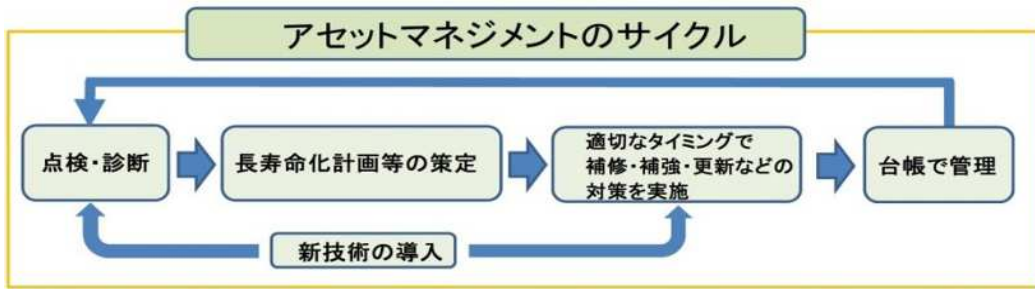 アセットマネジメントのサイクル
点検・診断
長寿命化計画等の策定
適切なタイミングで
補修・補強・更新などの
対策を実施
台帳で管理
新技術の導入